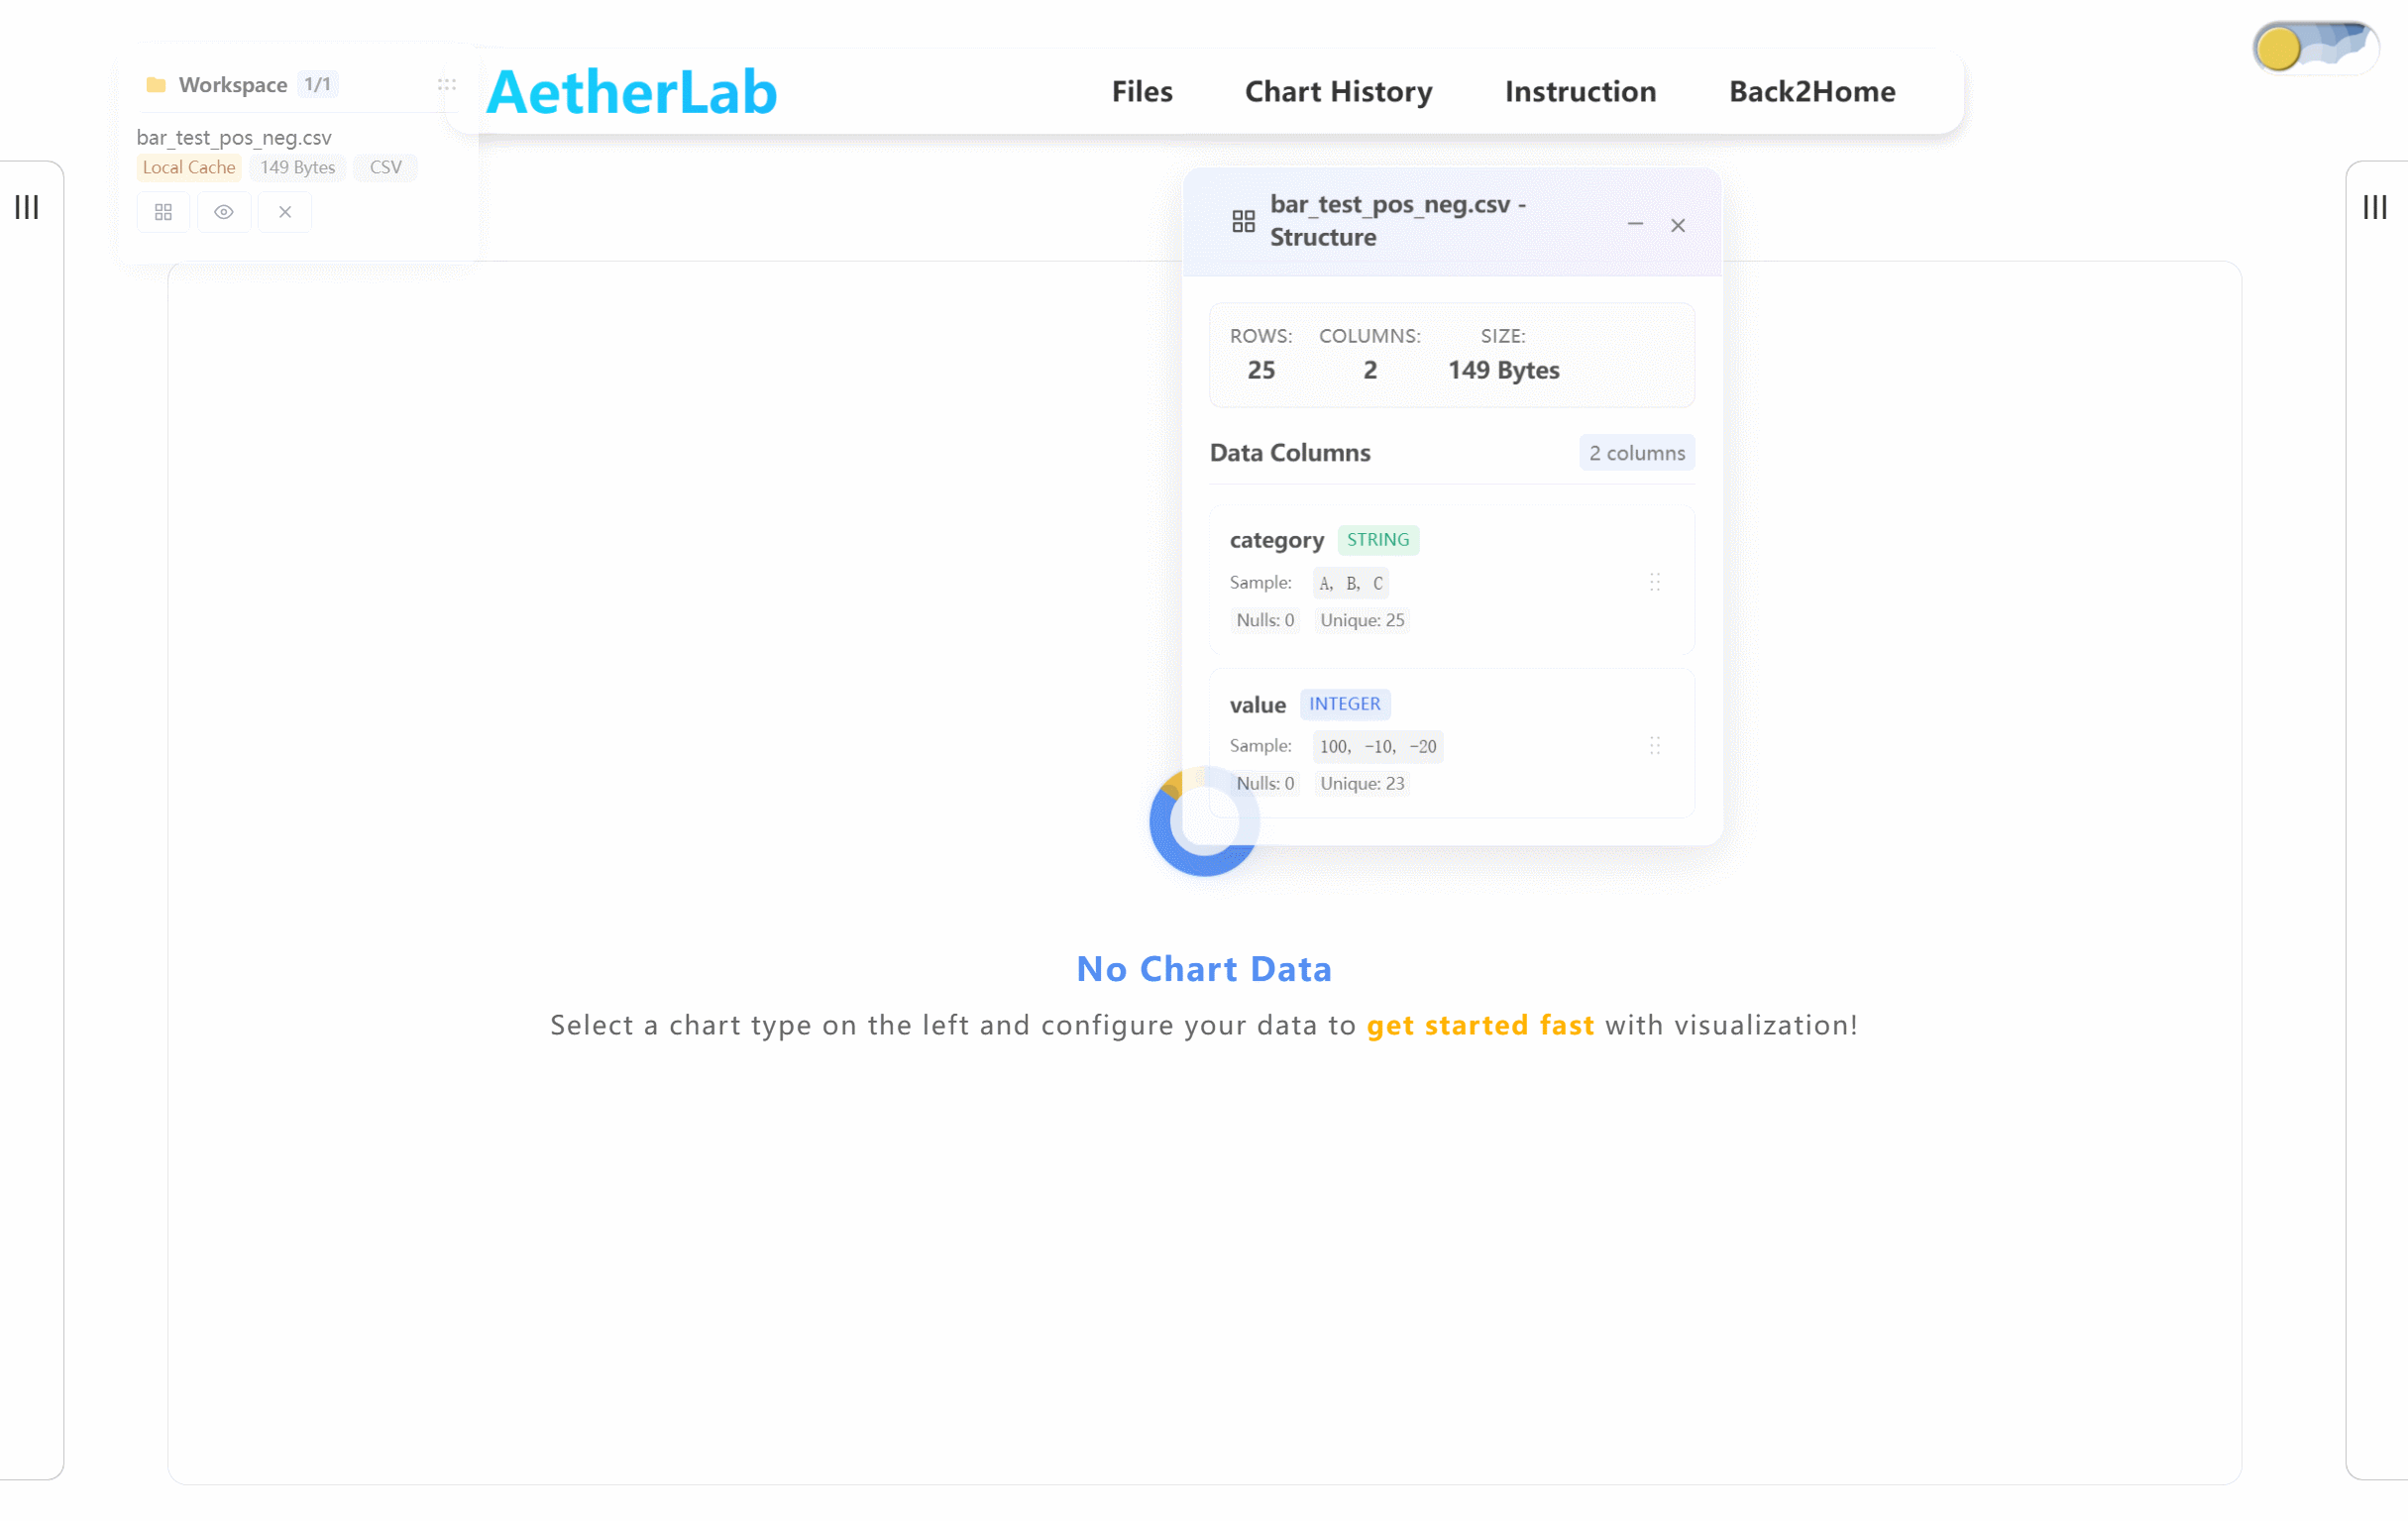 Workspace 1/1
bar_test_pos_neg.csv
Local Cache 149 Bytes CSV
AetherLab
Files Chart History Instruction Back2Home
bar_test_pos_neg.csv -
Structure
ROWS: COLUMNS: SIZE:
25 2 149 Bytes
Data Columns 2 columns
category STRING
Sample: A, B, C
Nulls: 0 Unique: 25
value INTEGER
Sample: 100, -10, -20
Nulls: 0 Unique: 23
No Chart Data
Select a chart type on the left and configure your data to get started fast with visualization!